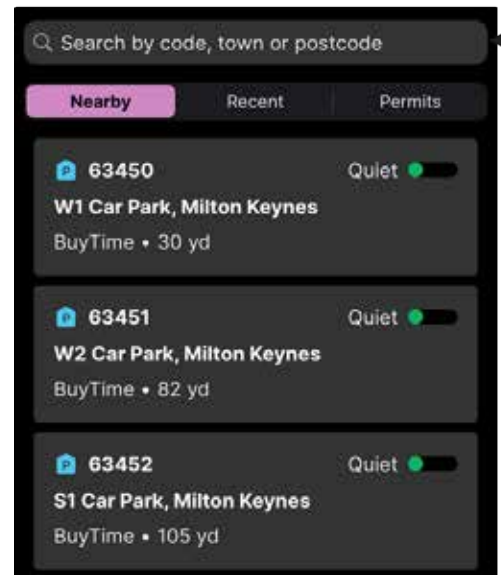 Search by code, town or postcode
Nearby Recent Permits
P 63450 Quiet
W1 Car Park, Milton Keynes
BuyTime • 30 yd
P 63451 Quiet
W2 Car Park, Milton Keynes
BuyTime • 82 yd
P 63452 Quiet
S1 Car Park, Milton Keynes
BuyTime • 105 yd